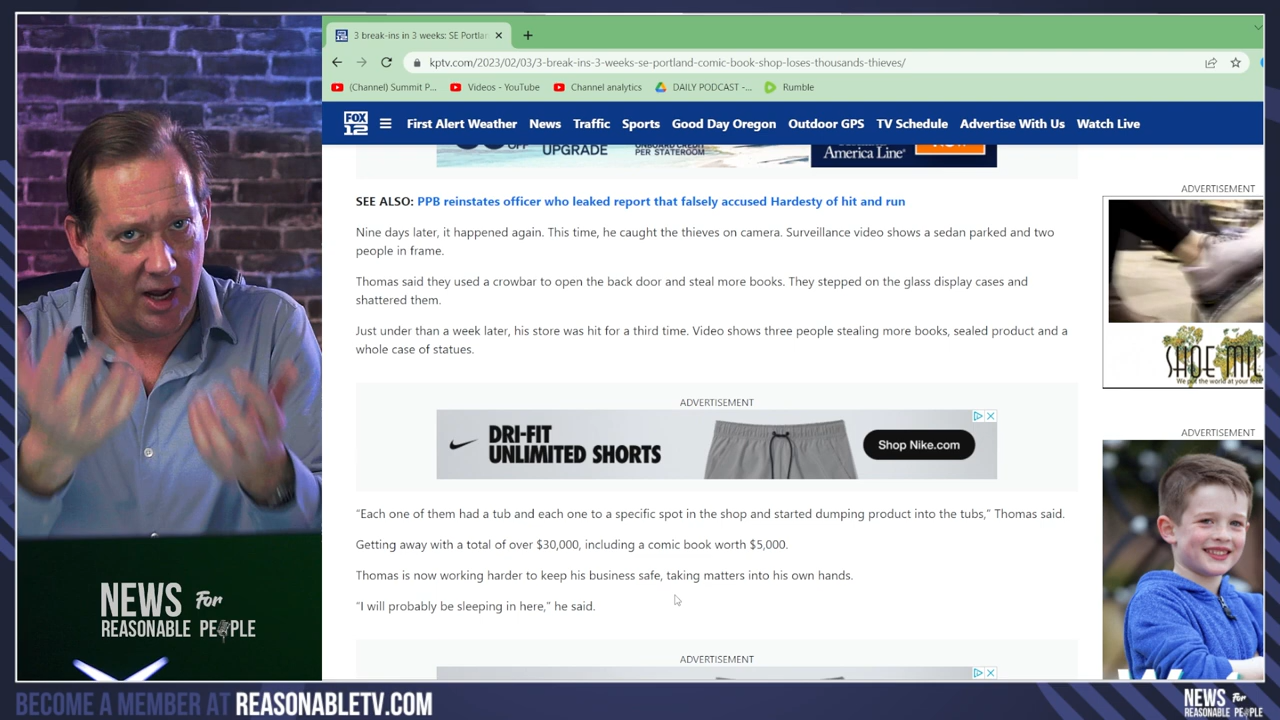 3 break-ins in 3 weeks: SE Portla
kptv.com/2023/02/03/3-break-ins-3-weeks-se-portland-comic-book-shop-loses-thousands-thieves/
(Channel) Summit P... Videos - YouTube Channel analytics DAILY PODCAST -... Rumble
FOX 12 First Alert Weather News Traffic Sports Good Day Oregon Outdoor GPS TV Schedule Advertise With Us Watch Live
UPGRADE
America Line
ADVERTISEMENT
SEE ALSO: PPB reinstates officer who leaked report that falsely accused Hardesty of hit and run
Nine days later, it happened again. This time, he caught the thieves on camera. Surveillance video shows a sedan parked and two
people in frame.
Thomas said they used a crowbar to open the back door and steal more books. They stepped on the glass display cases and
shattered them.
Just under than a week later, his store was hit for a third time. Video shows three people stealing more books, sealed product and a
whole case of statues.
SHOE MIL
We put the world at your feet
ADVERTISEMENT
DRI-FIT
UNLIMITED SHORTS
Shop Nike.com
ADVERTISEMENT
“Each one of them had a tub and each one to a specific spot in the shop and started dumping product into the tubs,” Thomas said.
Getting away with a total of over $30,000, including a comic book worth $5,000.
Thomas is now working harder to keep his business safe, taking matters into his own hands.
“I will probably be sleeping in here,” he said.
ADVERTISEMENT
NEWS For
REASONABLE PEOPLE
BECOME A MEMBER AT REASONABLETV.COM
NEWS For
REASONABLE PEOPLE